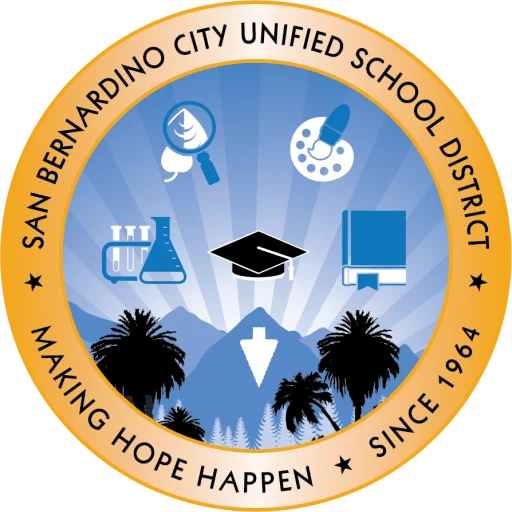 SAN BERNARDINO CITY UNIFIED SCHOOL DISTRICT
MAKING HOPE HAPPEN
SINCE 1964